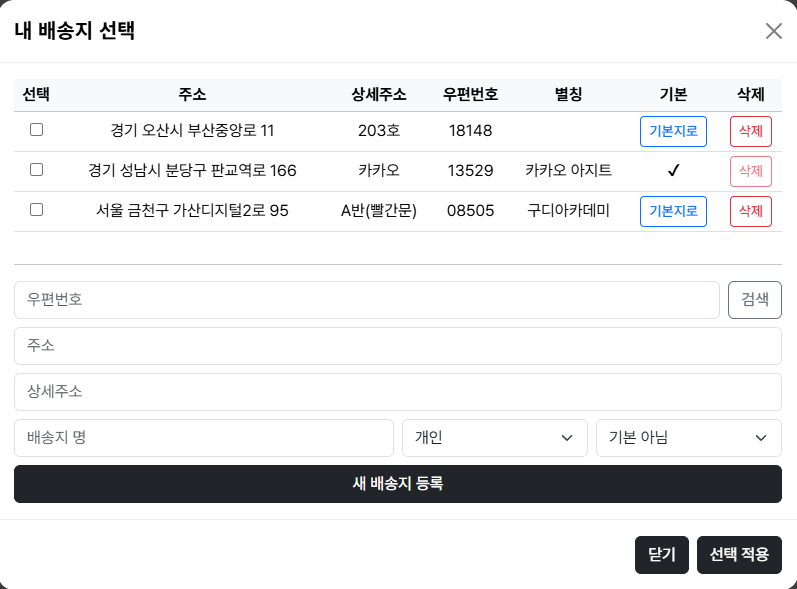 내 배송지 선택
선택 주소 상세주소 우편번호 별칭 기본 삭제
경기 오산시 부산중앙로 11 203호 18148 기본지로 삭제
경기 성남시 분당구 판교역로 166 카카오 13529 카카오 아지트 ✓ 삭제
서울 금천구 가산디지털2로 95 A반(빨간문) 08505 구디아카데미 기본지로 삭제
우편번호 검색
주소
상세주소
배송지 명 개인 기본 아님
새 배송지 등록
닫기 선택 적용